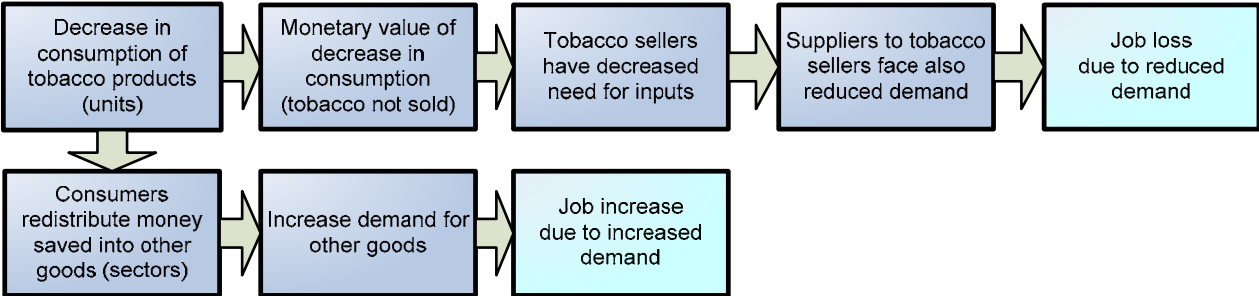 Decrease in
consumption of
tobacco products
(units)
Monetary value of
decrease in
consumption
(tobacco not sold)
Tobacco sellers
have decreased
need for inputs
Suppliers to tobacco
sellers face also
reduced demand
Job loss
due to reduced
demand
Consumers
redistribute money
saved into other
goods (sectors)
Increase demand for
other goods
Job increase
due to increased
demand